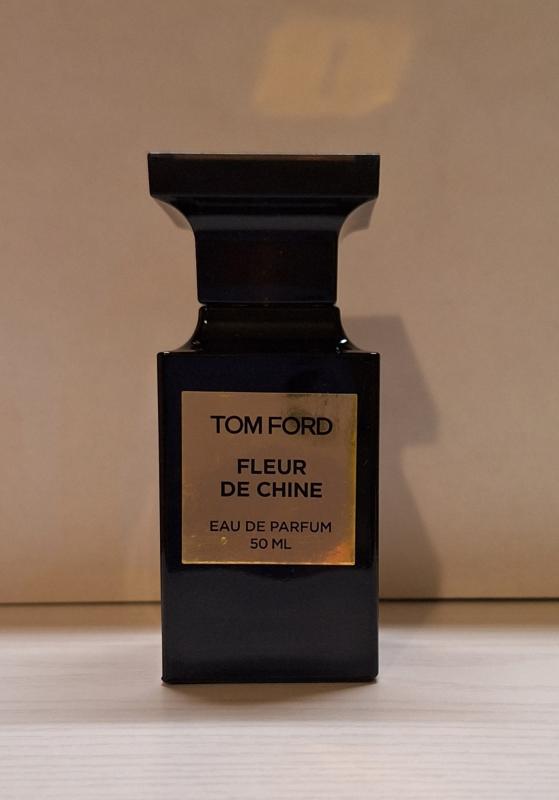 TOM FORD
FLEUR
DE CHINE
EAU DE PARFUM
50 ML